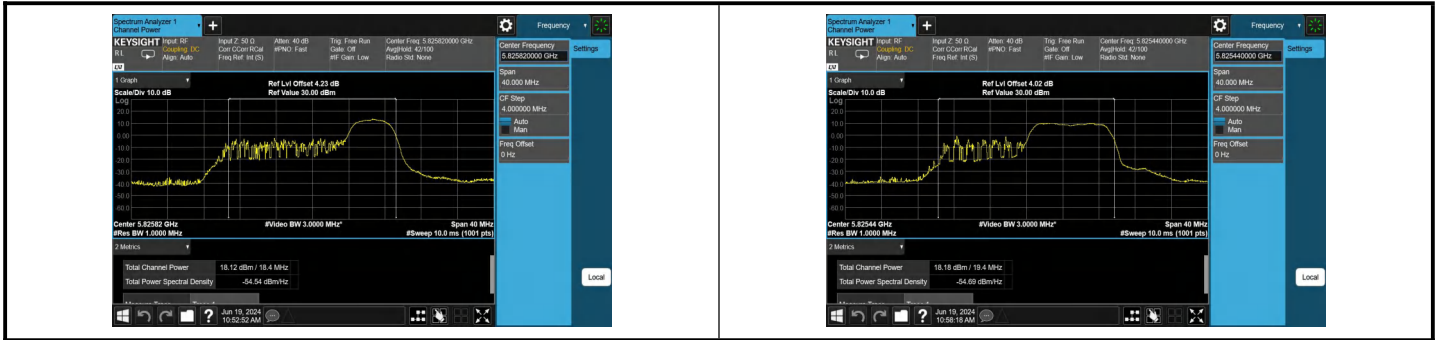 Spectrum Analyzer 1
Channel Power
+
Frequency
KEYSIGHT
RL
Input: RF
Coupling: DC
Align: Auto
Input Z: 50 Ω
Corr CCorr RCal
Freq Ref: Int (S)
Atten: 40 dB
#PNO: Fast
Trig: Free Run
Gate: Off
#IF Gain: Low
Center Freq: 5.825820000 GHz
Avg|Hold: 42/100
Radio Std: None
LV
Center Frequency
5.825820000 GHz
Settings
Span
40.000 MHz
CF Step
4.000000 MHz
Auto
Man
Freq Offset
0 Hz
Local
1 Graph
Scale/Div 10.0 dB
Ref Lvl Offset 4.23 dB
Ref Value 30.00 dBm
Log
20.0
10.0
0.00
-10.0
-20.0
-30.0
-40.0
-50.0
-60.0
Center 5.82582 GHz
#Res BW 1.0000 MHz
#Video BW 3.0000 MHz*
Span 40 MHz
#Sweep 10.0 ms (1001 pts)
2 Metrics
Total Channel Power 18.12 dBm / 18.4 MHz
Total Power Spectral Density -54.54 dBm/Hz
?
Jun 19, 2024
10:52:52 AM
Spectrum Analyzer 1
Channel Power
+
Frequency
KEYSIGHT
RL
Input: RF
Coupling: DC
Align: Auto
Input Z: 50 Ω
Corr CCorr RCal
Freq Ref: Int (S)
Atten: 40 dB
#PNO: Fast
Trig: Free Run
Gate: Off
#IF Gain: Low
Center Freq: 5.825440000 GHz
Avg|Hold: 42/100
Radio Std: None
LV
Center Frequency
5.825440000 GHz
Settings
Span
40.000 MHz
CF Step
4.000000 MHz
Auto
Man
Freq Offset
0 Hz
Local
1 Graph
Scale/Div 10.0 dB
Ref Lvl Offset 4.02 dB
Ref Value 30.00 dBm
Log
20.0
10.0
0.00
-10.0
-20.0
-30.0
-40.0
-50.0
-60.0
Center 5.82544 GHz
#Res BW 1.0000 MHz
#Video BW 3.0000 MHz*
Span 40 MHz
#Sweep 10.0 ms (1001 pts)
2 Metrics
Total Channel Power 18.18 dBm / 19.4 MHz
Total Power Spectral Density -54.69 dBm/Hz
?
Jun 19, 2024
10:58:18 AM